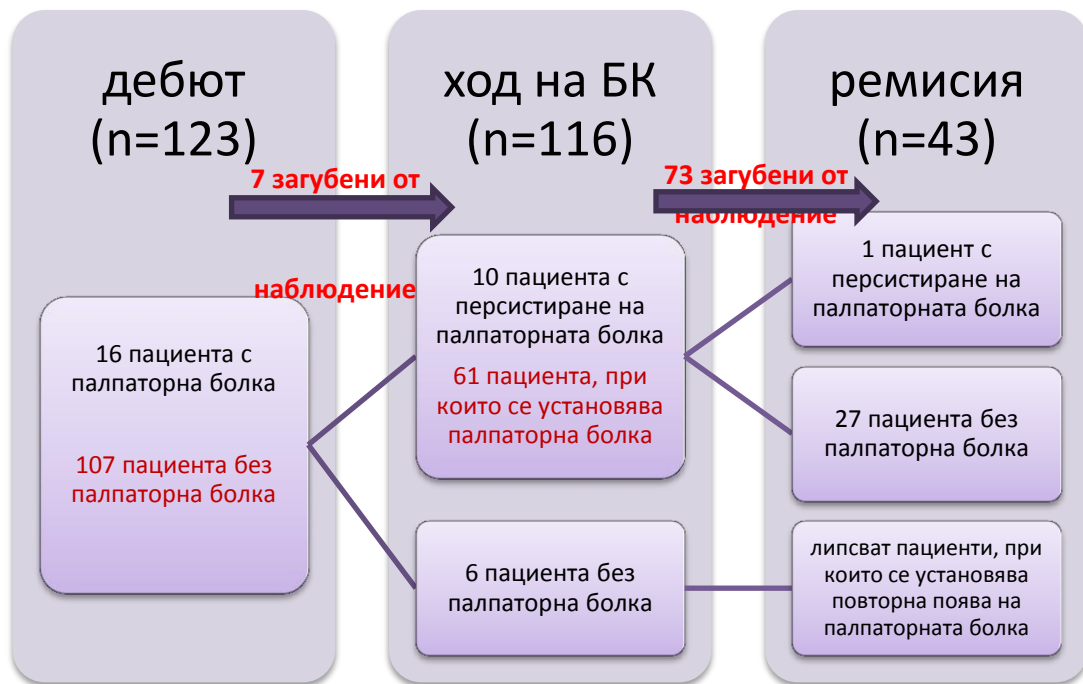 дебют
(n=123)
16 пациента с
палпаторна болка
107 пациента без
палпаторна болка
7 загубени от
наблюдение
ход на БК
(n=116)
10 пациента с
персистиране на
палпаторната болка
61 пациента, при
които се установява
палпаторна болка
6 пациента без
палпаторна болка
73 загубени от
наблюдение
ремисия
(n=43)
1 пациент с
персистиране на
палпаторната болка
27 пациента без
палпаторна болка
липсват пациенти, при
които се установява
повторна поява на
палпаторната болка